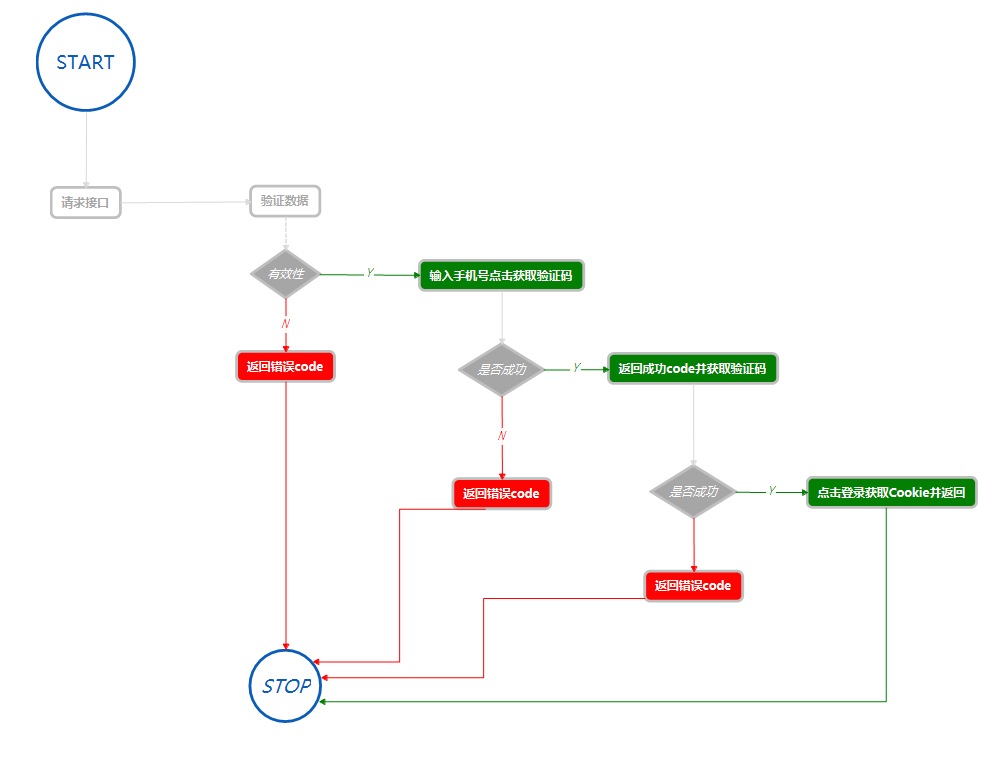 START
请求接口
验证数据
有效性
Y
输入手机号点击获取验证码
N
返回错误code
是否成功
Y
返回成功code并获取验证码
N
返回错误code
是否成功
Y
点击登录获取Cookie并返回
返回错误code
STOP